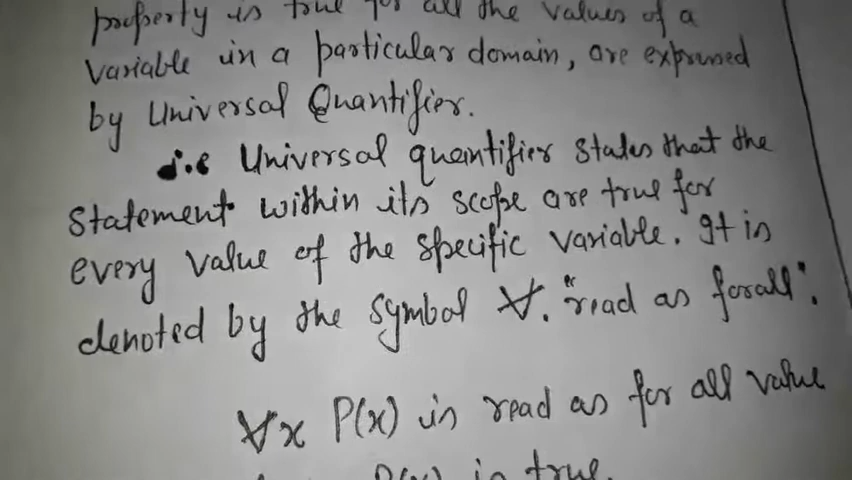 property is true for all the values of a
variable in a particular domain, are expressed
by Universal Quantifier.
i.e Universal quantifier states that the
statement within its scope are true for
every value of the specific variable. It is
denoted by the symbol ∀. "read as forall".
∀x P(x) is read as for all value
P(x) is true.